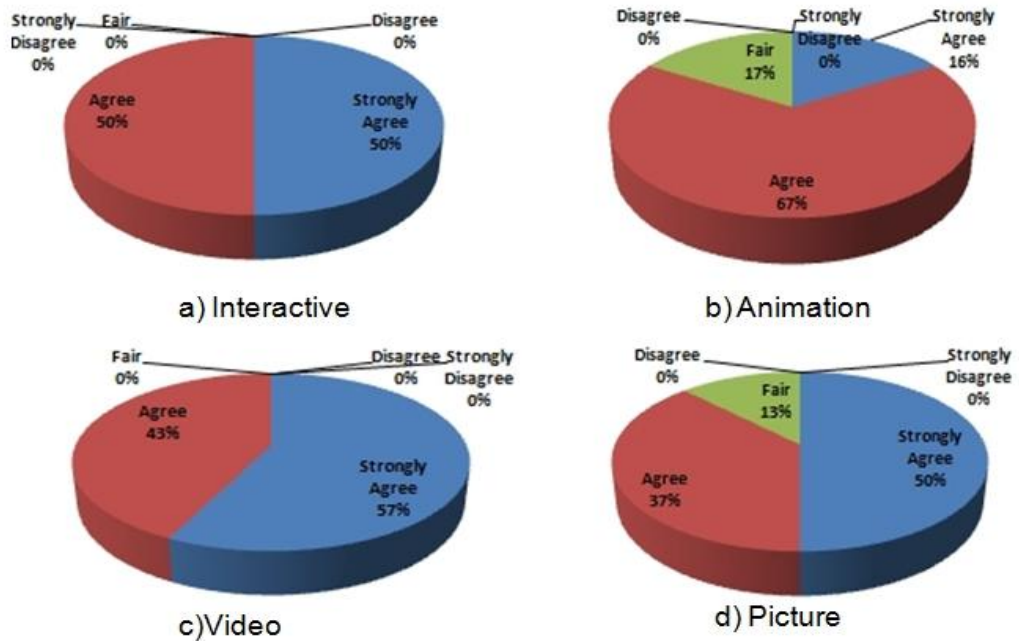 Strongly
Disagree
0%
Fair
0%
Disagree
0%
Agree
50%
Strongly
Agree
50%
a) Interactive
Disagree
0%
Strongly
Disagree
0%
Strongly
Agree
16%
Fair
17%
Agree
67%
b) Animation
Fair
0%
Disagree
0%
Strongly
Disagree
0%
Agree
43%
Strongly
Agree
57%
c)Video
Disagree
0%
Strongly
Disagree
0%
Fair
13%
Agree
37%
Strongly
Agree
50%
d) Picture